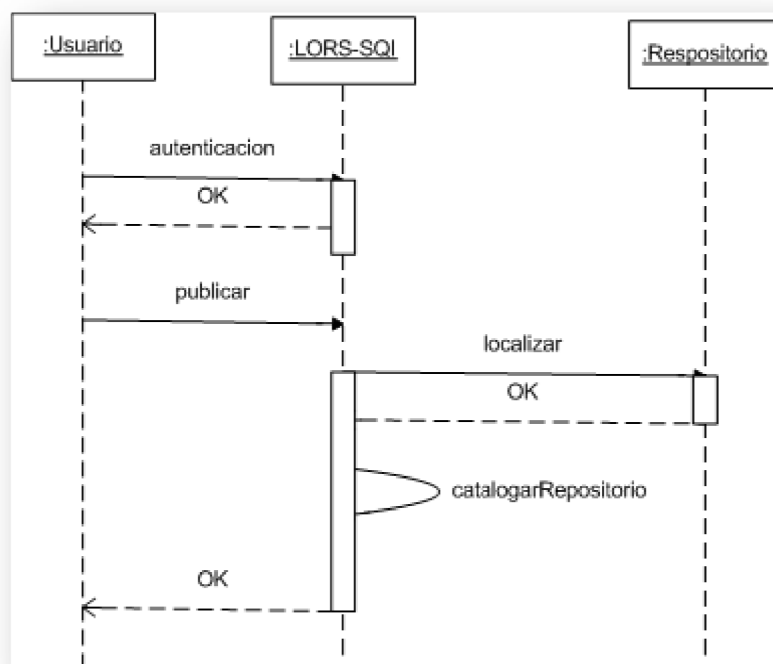 :Usuario
:LORS-SQI
:Respositorio
autenticacion
OK
publicar
localizar
OK
catalogarRepositorio
OK